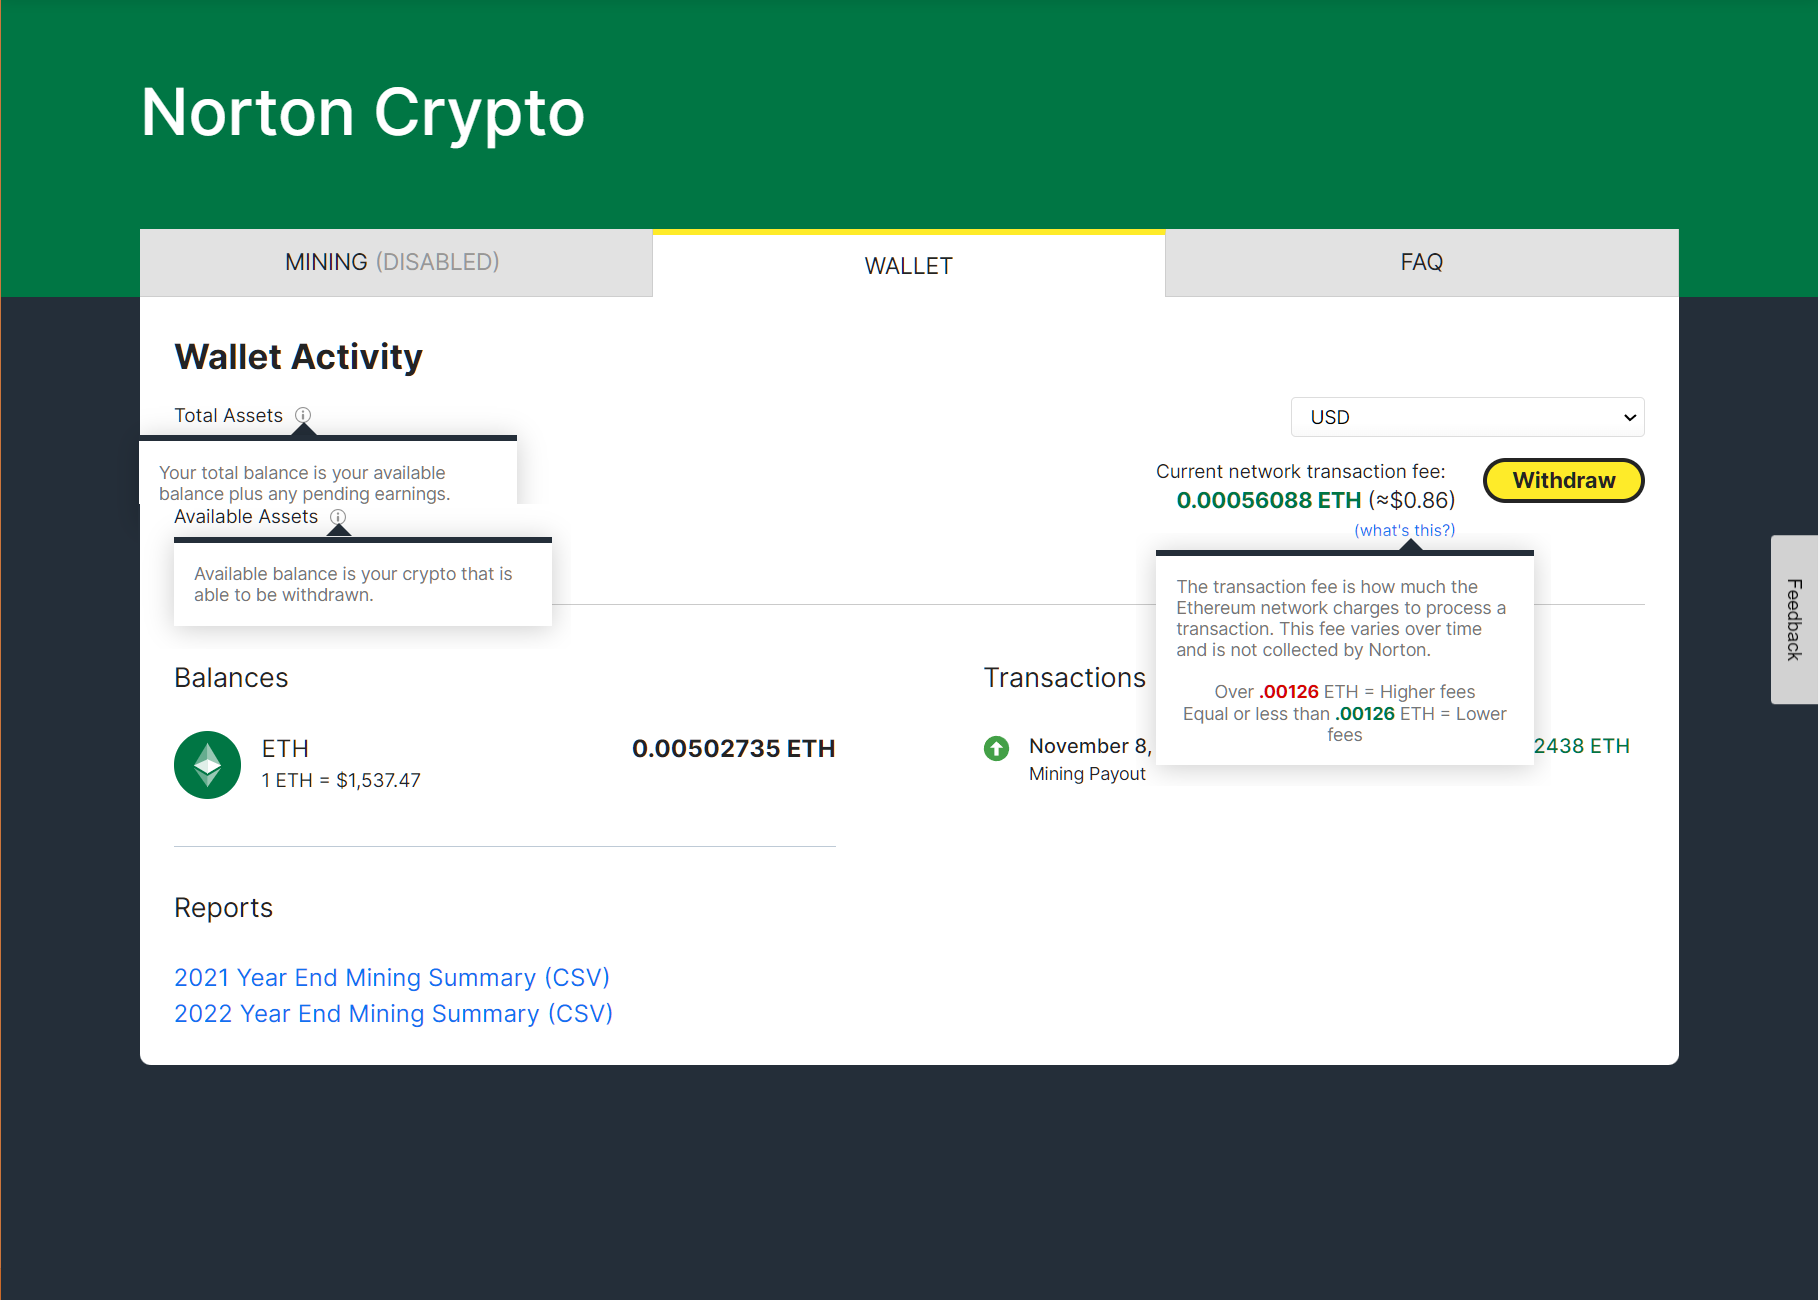 Norton Crypto
MINING (DISABLED)
WALLET
FAQ
Wallet Activity
Total Assets
Your total balance is your available
balance plus any pending earnings.
Available Assets
Available balance is your crypto that is
able to be withdrawn.
USD
Current network transaction fee:
0.00056088 ETH (≈$0.86)
(what's this?)
Withdraw
The transaction fee is how much the
Ethereum network charges to process a
transaction. This fee varies over time
and is not collected by Norton.
Over .00126 ETH = Higher fees
Equal or less than .00126 ETH = Lower
fees
Feedback
Balances
ETH
0.00502735 ETH
1 ETH = $1,537.47
Transactions
November 8,
2438 ETH
Mining Payout
Reports
2021 Year End Mining Summary (CSV)
2022 Year End Mining Summary (CSV)